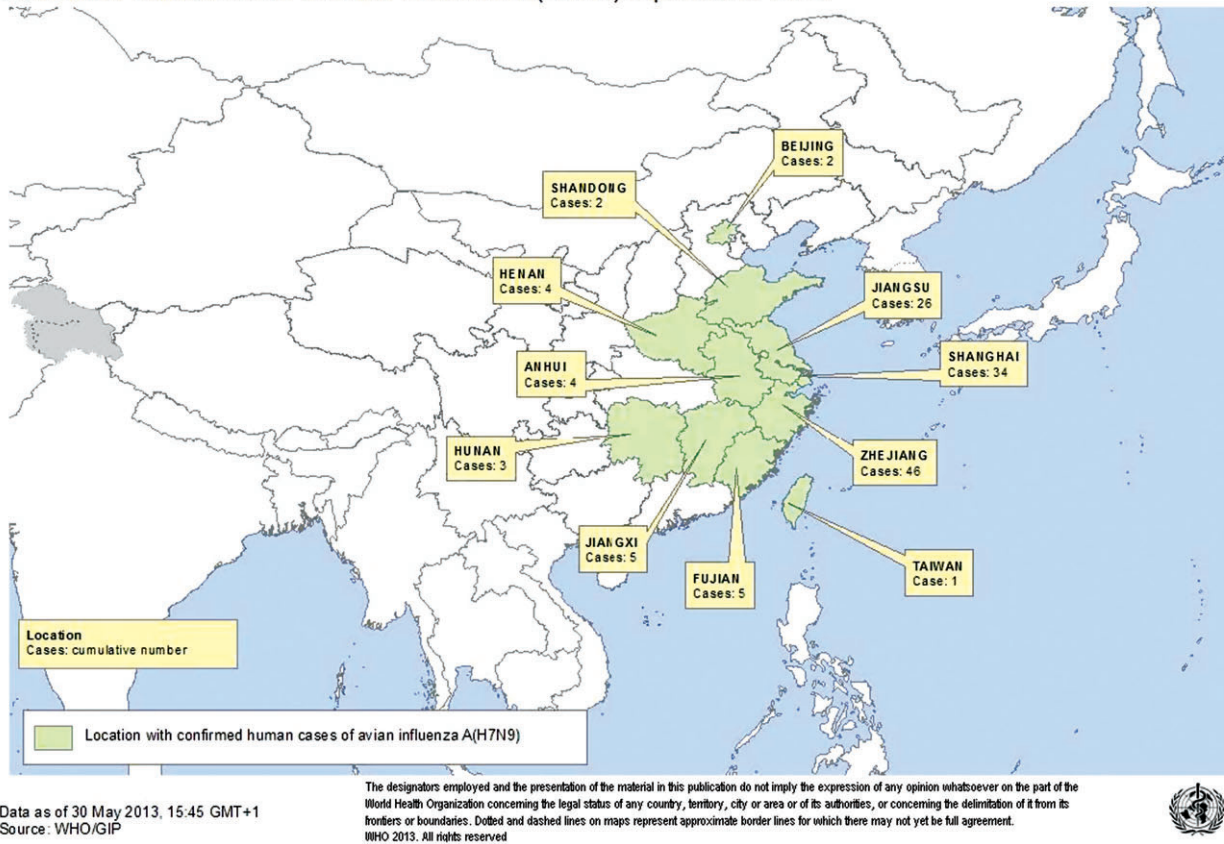 BEIJING
Cases: 2
SHANDONG
Cases: 2
HENAN
Cases: 4
JIANGSU
Cases: 26
ANHUI
Cases: 4
SHANGHAI
Cases: 34
HUNAN
Cases: 3
ZHEJIANG
Cases: 46
JIANGXI
Cases: 5
FUJIAN
Cases: 5
TAIWAN
Case: 1
Location
Cases: cumulative number
Location with confirmed human cases of avian influenza A(H7N9)
Data as of 30 May 2013, 15:45 GMT+1
Source: WHO/GIP
The designators employed and the presentation of the material in this publication do not imply the expression of any opinion whatsoever on the part of the
World Health Organization concerning the legal status of any country, territory, city or area or of its authorities, or concerning the delimitation of it from its
frontiers or boundaries. Dotted and dashed lines on maps represent approximate border lines for which there may not yet be full agreement.
WHO 2013. All rights reserved